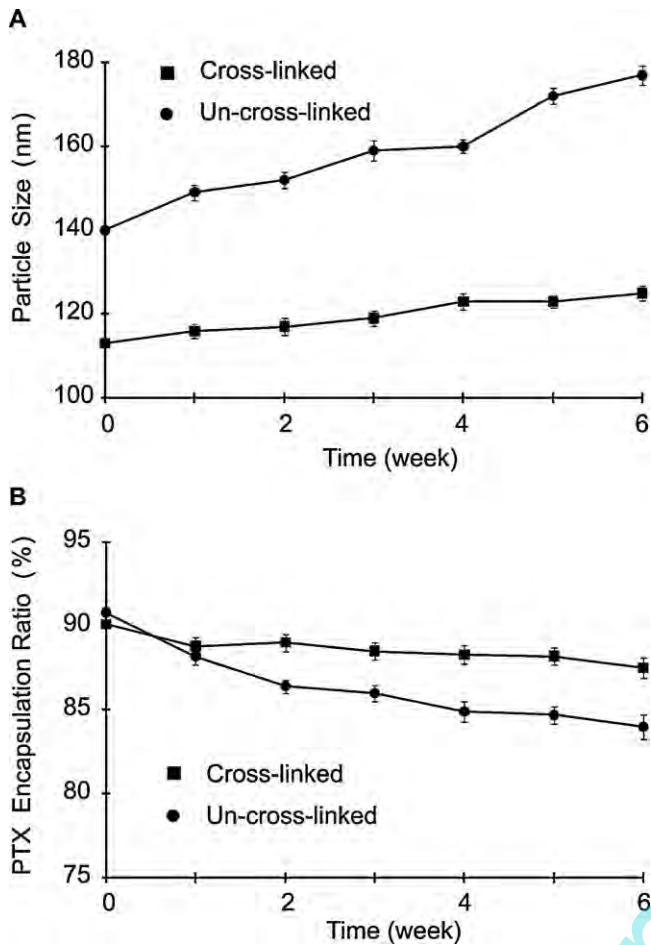 A
Particle Size (nm)
180
160
140
120
100
Cross-linked
Un-cross-linked
0 2 4 6
Time (week)
B
PTX Encapsulation Ratio (%)
95
90
85
80
75
Cross-linked
Un-cross-linked
0 2 4 6
Time (week)